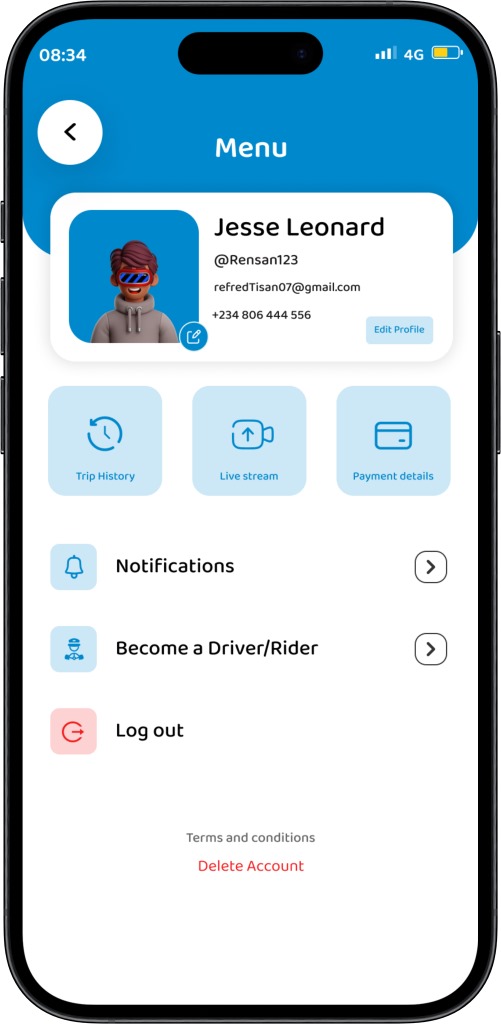 08:34
4G
Menu
Jesse Leonard
@Rensan123
refredTisan07@gmail.com
+234 806 444 556
Edit Profile
Trip History
Live stream
Payment details
Notifications
Become a Driver/Rider
Log out
Terms and conditions
Delete Account